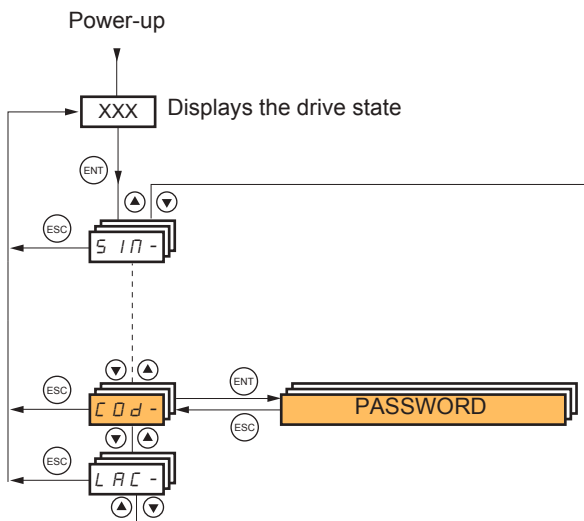 Power-up
XXX Displays the drive state
ENT
ESC
SIM-
ESC
ENT
COd-
PASSWORD
ESC
ESC
LAC-